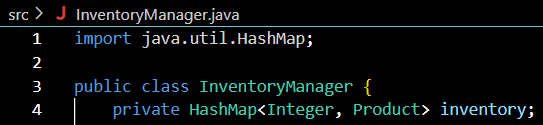 src > J InventoryManager.java
1 import java.util.HashMap;
2
3 public class InventoryManager {
4 private HashMap<Integer, Product> inventory;